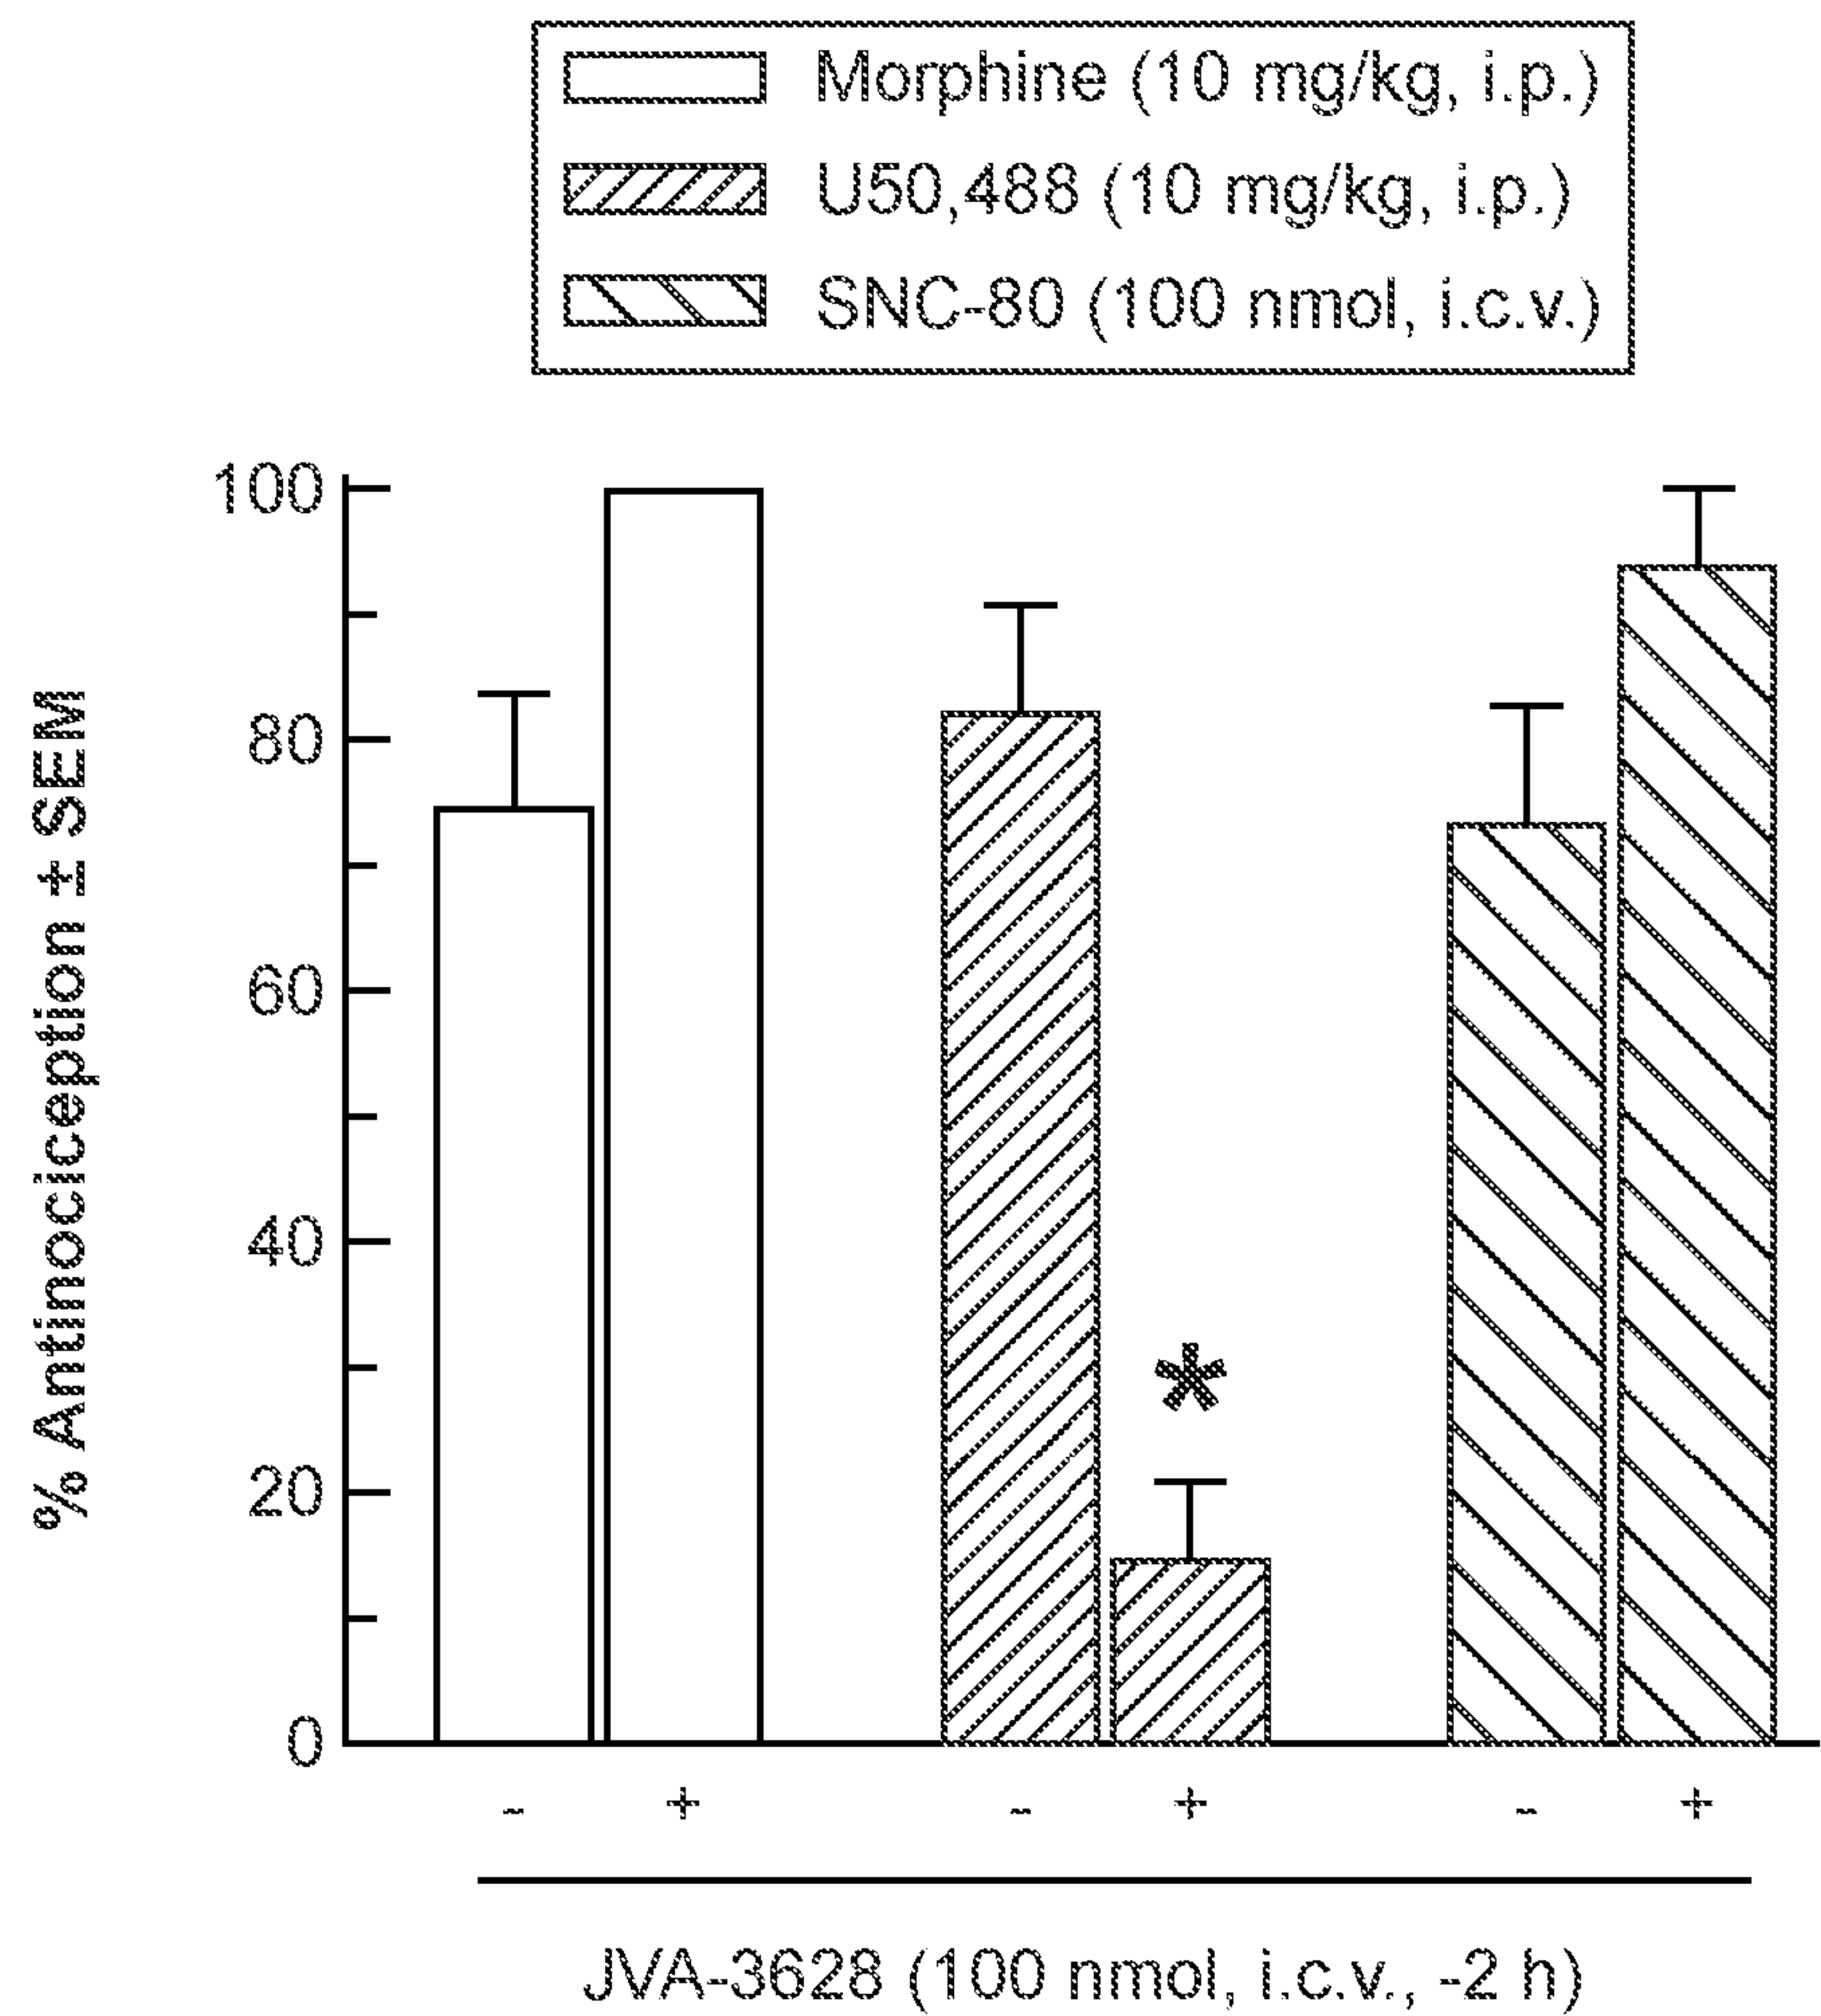 Morphine (10 mg/kg, i.p.)
U50,488 (10 mg/kg, i.p.)
SNC-80 (100 nmol, i.c.v.)
% Antinociception ± SEM
100
80
60
40
20
0
*
- + - + - +
JVA-3628 (100 nmol, i.c.v., -2 h)